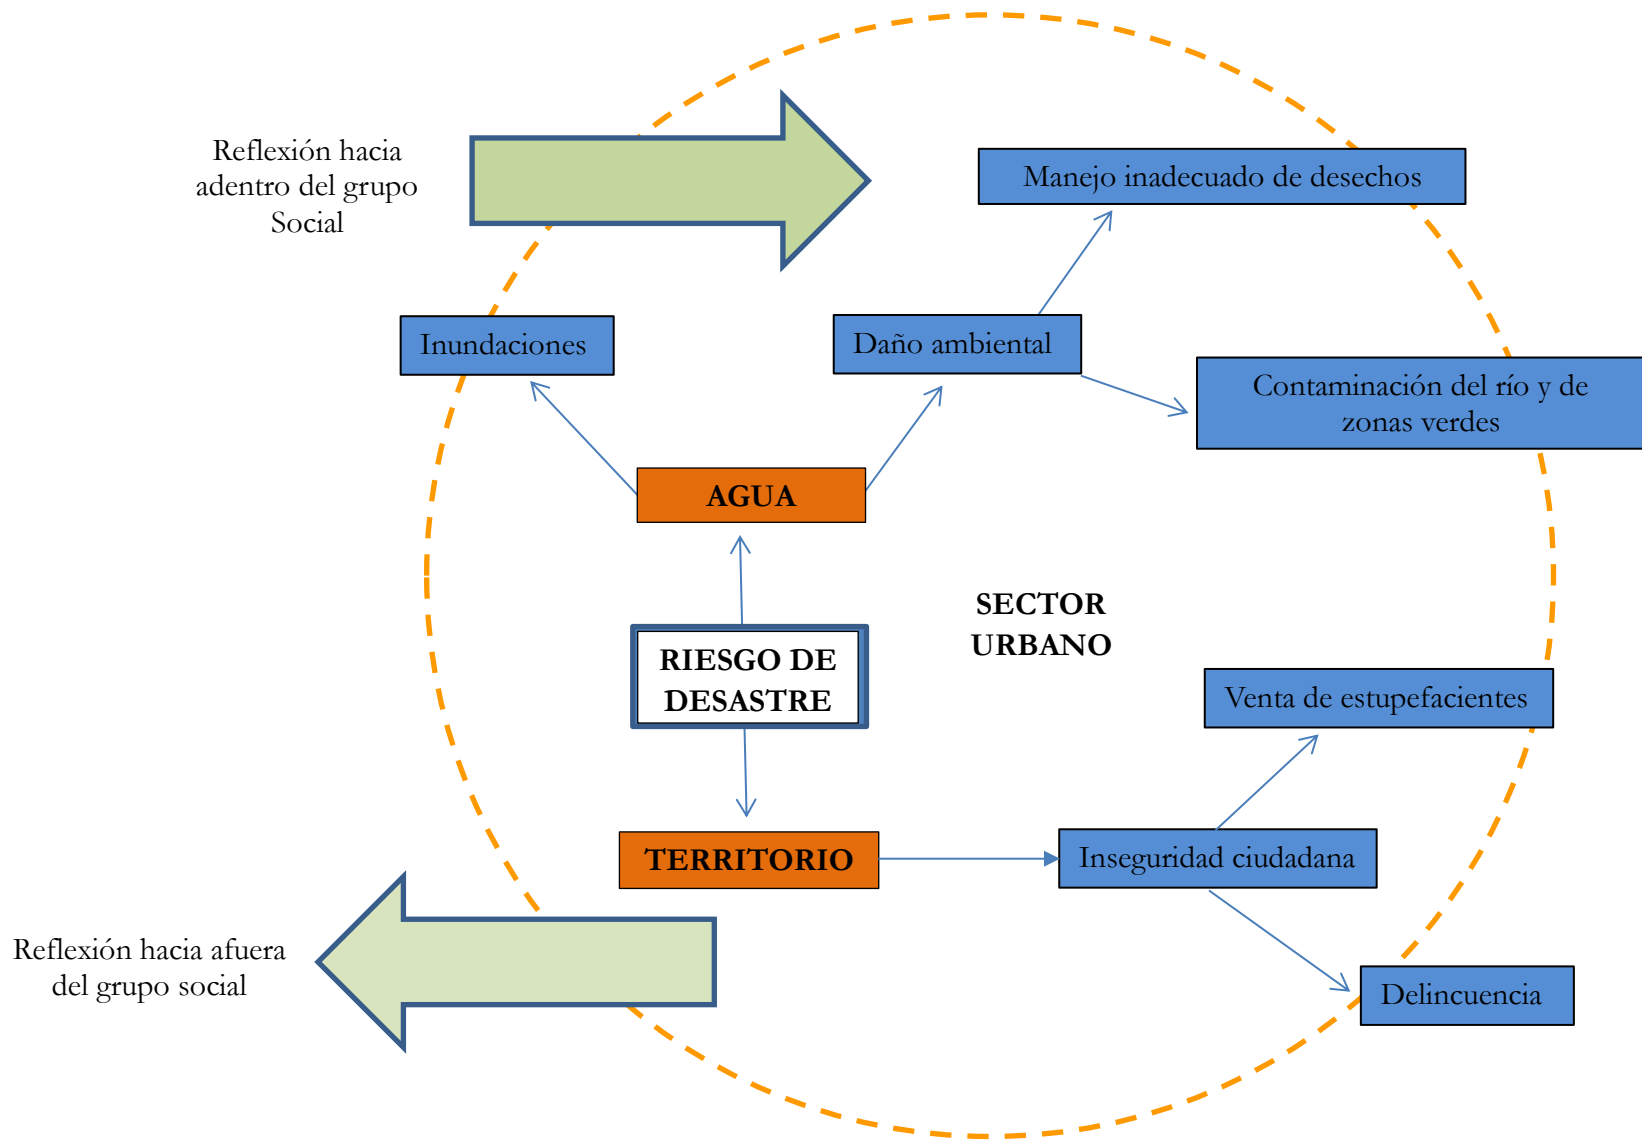 Reflexión hacia
adentro del grupo
Social
Manejo inadecuado de desechos
Inundaciones
Daño ambiental
Contaminación del río y de
zonas verdes
AGUA
SECTOR
URBANO
RIESGO DE
DESASTRE
Venta de estupefacientes
TERRITORIO
Inseguridad ciudadana
Reflexión hacia afuera
del grupo social
Delincuencia